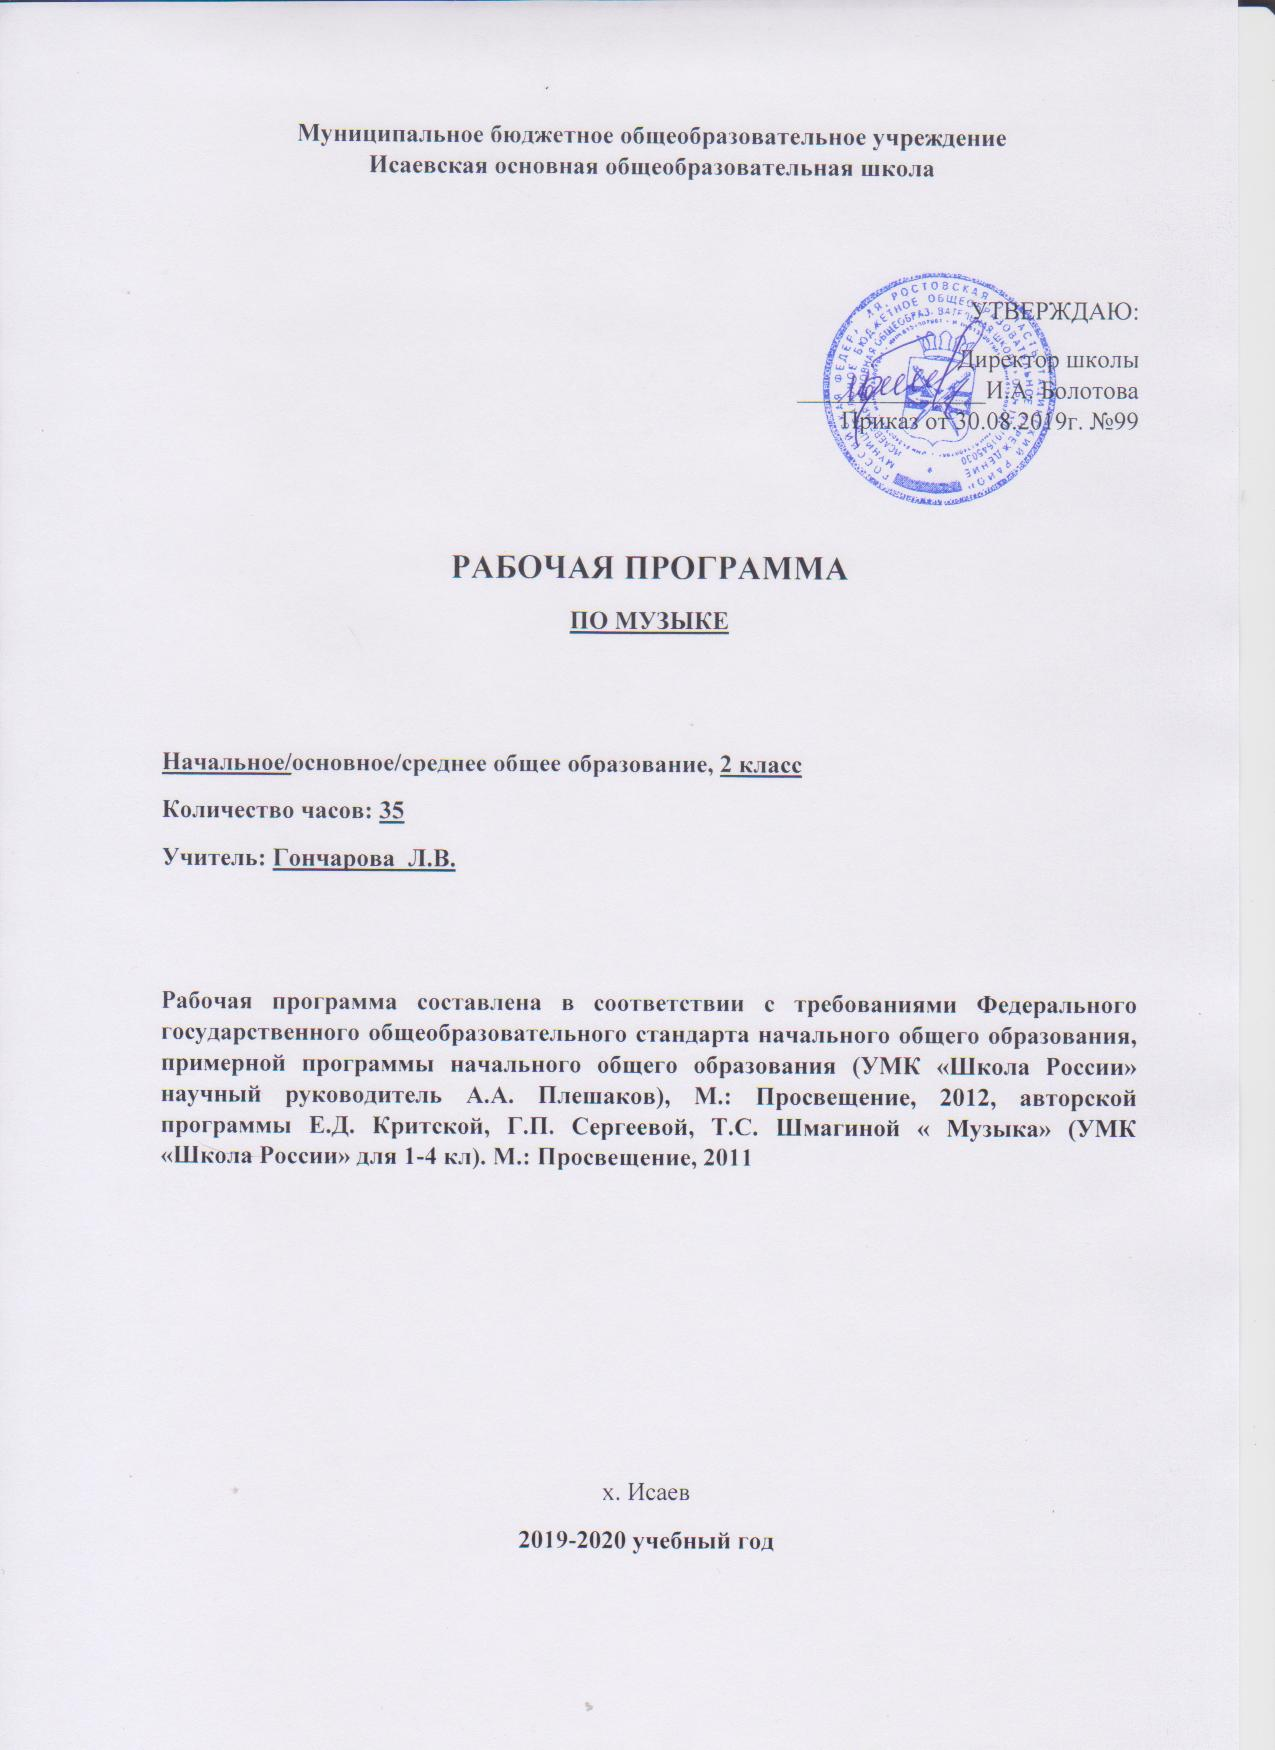 Муниципальное бюджетное общеобразовательное учреждение
Исаевская основная общеобразовательная школа
УТВЕРЖДАЮ:
Директор школы
И.А. Болотова
Приказ от 30.08.2019г. №99
РАБОЧАЯ ПРОГРАММА
ПО МУЗЫКЕ
Начальное/основное/среднее общее образование, 2 класс
Количество часов: 35
Учитель: Гончарова Л.В.
Рабочая программа составлена в соответствии с требованиями Федерального
государственного общеобразовательного стандарта начального общего образования,
примерной программы начального общего образования (УМК «Школа России»
научный руководитель А.А. Плешаков), М.: Просвещение, 2012, авторской
программы Е.Д. Критской, Г.П. Сергеевой, Т.С. Шмагиной « Музыка» (УМК
«Школа России» для 1-4 кл). М.: Просвещение, 2011
х. Исаев
2019-2020 учебный год